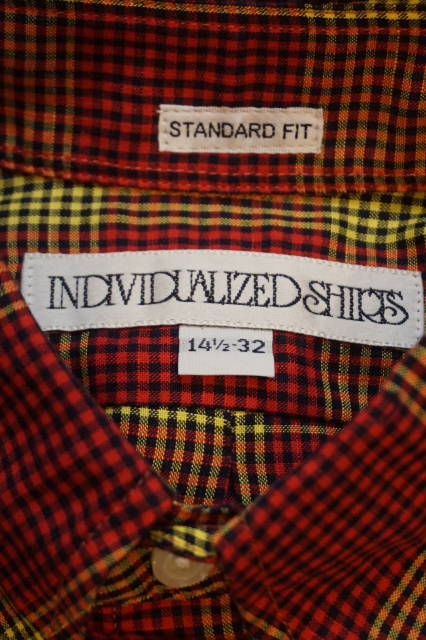 STANDARD FIT
INDIVIDUALIZED SHIRTS
14½-32